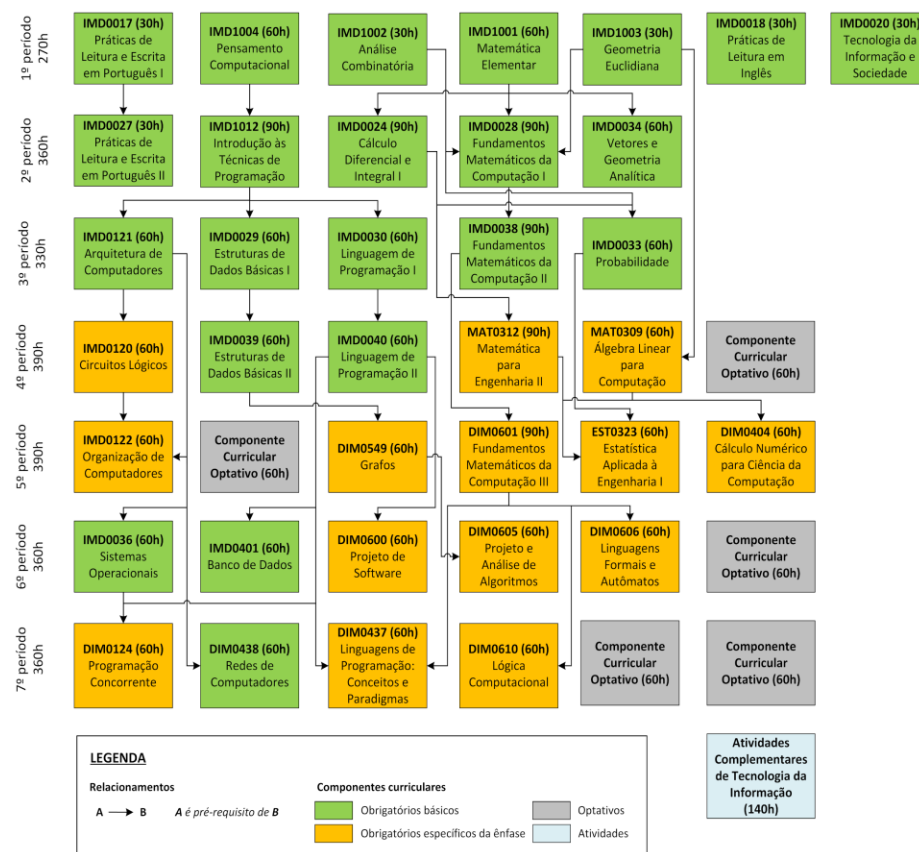 1º período
270h
IMD0017 (30h)
Práticas de
Leitura e Escrita
em Português I
IMD1004 (60h)
Pensamento
Computacional
IMD1002 (30h)
Análise
Combinatória
IMD1001 (60h)
Matemática
Elementar
IMD1003 (30h)
Geometria
Euclidiana
IMD0018 (30h)
Práticas de
Leitura em
Inglês
IMD0020 (30h)
Tecnologia
da
Informação e
Sociedade
2º período
360h
IMD0027 (30h)
Práticas de
Leitura e Escrita
em Português II
IMD1012 (90h)
Introdução às
Técnicas de
Programação
IMD0024 (90h)
Cálculo
Diferencial e
Integral I
IMD0028 (90h)
Fundamentos
Matemáticos da
Computação I
IMD0034 (60h)
Vetores e
Geometria
Analítica
3º período
330h
IMD0121 (60h)
Arquitetura de
Computadores
IMD0029 (60h)
Estruturas de
Dados Básicas I
IMD0030 (60h)
Linguagem de
Programação I
IMD0038 (90h)
Fundamentos
Matemáticos da
Computação II
IMD0033 (60h)
Probabilidade
4º período
390h
IMD0120 (60h)
Circuitos Lógicos
IMD0039 (60h)
Estruturas de
Dados Básicas II
IMD0040 (60h)
Linguagem de
Programação II
MAT0312 (90h)
Matemática
para
Engenharia II
MAT0309 (60h)
Álgebra Linear
para
Computação
Componente
Curricular
Optativo (60h)
5º período
390h
IMD0122 (60h)
Organização de
Computadores
Componente
Curricular
Optativo (60h)
DIM0549 (60h)
Grafos
DIM0601 (90h)
Fundamentos
Matemáticos da
Computação III
EST0323 (60h)
Estatística
Aplicada à
Engenharia I
DIM0404 (60h)
Cálculo Numérico
para Ciência da
Computação
6º período
360h
IMD0036 (60h)
Sistemas
Operacionais
IMD0401 (60h)
Banco de Dados
DIM0600 (60h)
Projeto de
Software
DIM0605 (60h)
Projeto e
Análise de
Algoritmos
DIM0606 (60h)
Linguagens
Formais e
Autômatos
Componente
Curricular
Optativo (60h)
7º período
360h
DIM0124 (60h)
Programação
Concorrente
DIM0438 (60h)
Redes de
Computadores
DIM0437 (60h)
Linguagens de
Programação:
Conceitos e
Paradigmas
DIM0610 (60h)
Lógica
Computacional
Componente
Curricular
Optativo (60h)
Componente
Curricular
Optativo (60h)
LEGENDA
Relacionamentos
A B A é pré-requisito de B
Componentes curriculares
Obrigatórios básicos
Obrigatórios específicos da ênfase
Optativos
Atividades
Atividades
Complementares
de Tecnologia da
Informação
(140h)